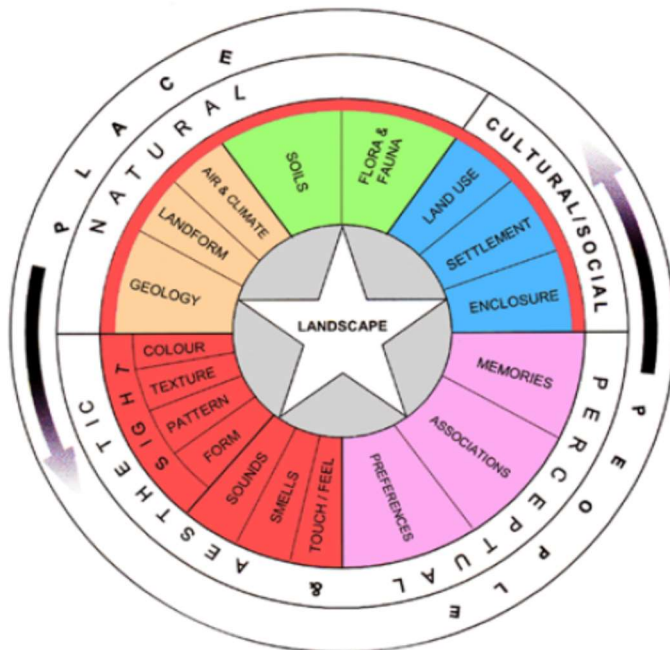 PLACE
NATURAL
CULTURAL/SOCIAL
AIR & CLIMATE
LANDFORM
GEOLOGY
SOILS
FLORA &
FAUNA
LAND USE
SETTLEMENT
ENCLOSURE
LANDSCAPE
MEMORIES
ASSOCIATIONS
PREFERENCES
TOUCH / FEEL
SMELLS
SOUNDS
FORM
PATTERN
TEXTURE
COLOUR
SIGHT
AESTHETIC & PERCEPTUAL
PEOPLE